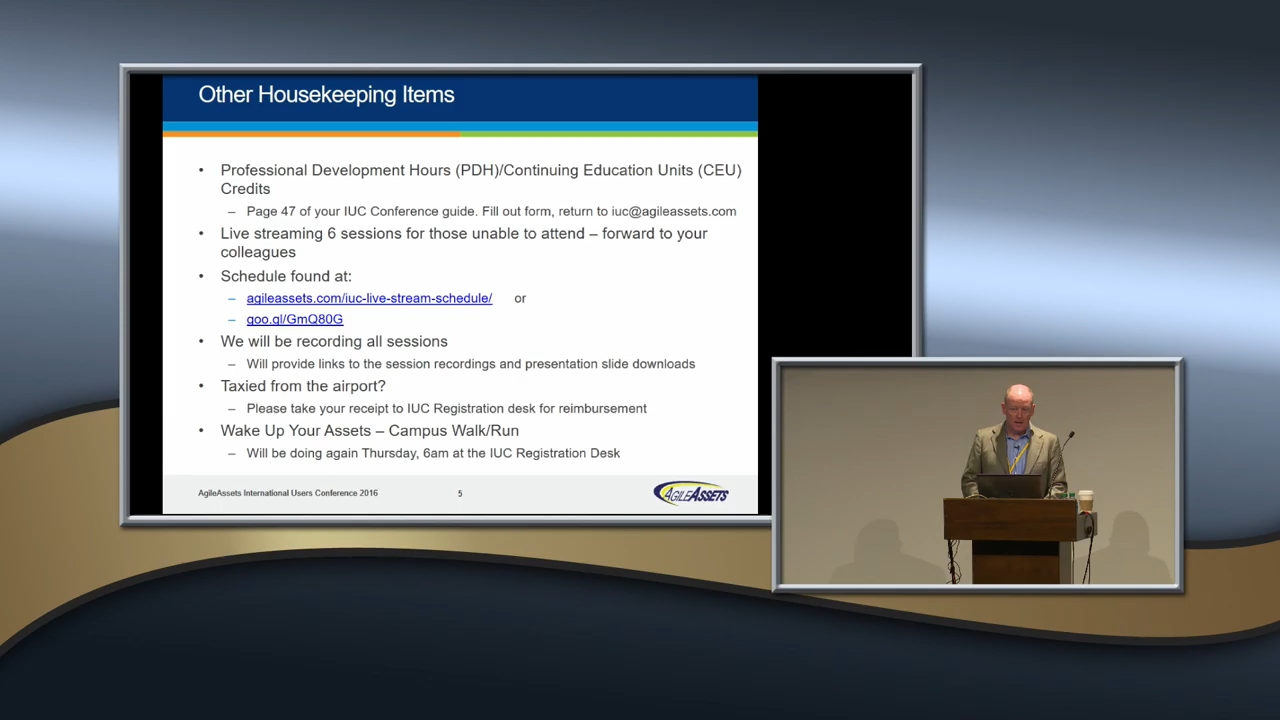 Other Housekeeping Items
• Professional Development Hours (PDH)/Continuing Education Units (CEU)
Credits
– Page 47 of your IUC Conference guide. Fill out form, return to iuc@agileassets.com
• Live streaming 6 sessions for those unable to attend – forward to your
colleagues
• Schedule found at:
– agileassets.com/iuc-live-stream-schedule/ or
– goo.gl/GmQ80G
• We will be recording all sessions
– Will provide links to the session recordings and presentation slide downloads
• Taxied from the airport?
– Please take your receipt to IUC Registration desk for reimbursement
• Wake Up Your Assets – Campus Walk/Run
– Will be doing again Thursday, 6am at the IUC Registration Desk
AgileAssets International Users Conference 2016
5
AGILEASSETS